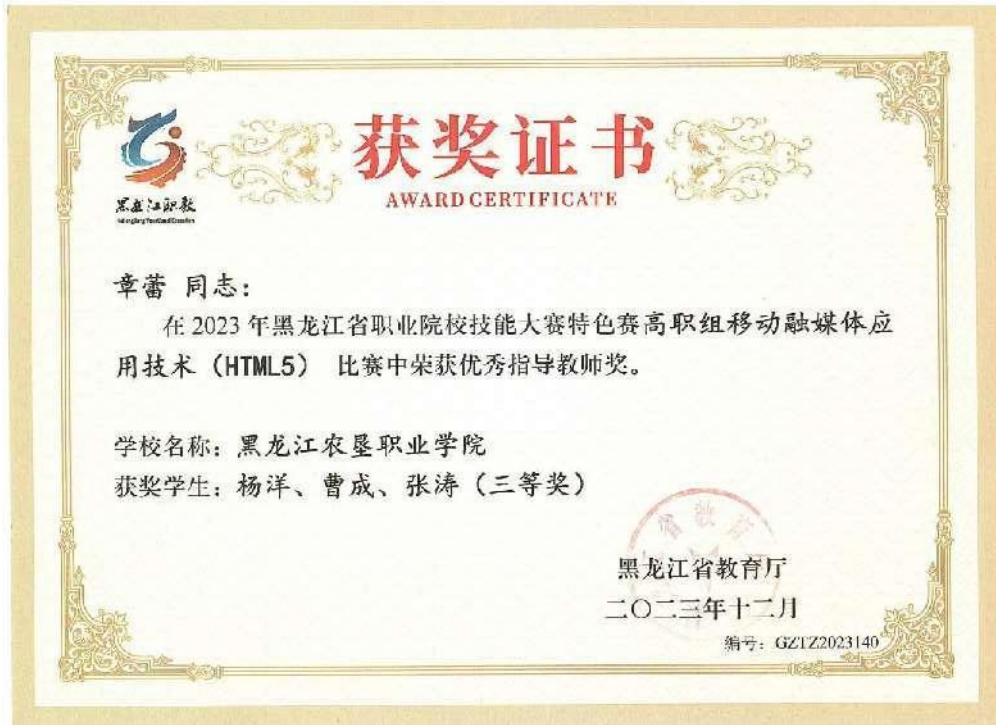 获奖证书
AWARD CERTIFICATE
黑龙江职教
章蕾 同志：
在 2023 年黑龙江省职业院校技能大赛特色赛高职组移动融媒体应
用技术（HTML5） 比赛中荣获优秀指导教师奖。
学校名称：黑龙江农垦职业学院
获奖学生：杨洋、曹成、张涛（三等奖）
省教育
黑龙江省教育厅
二〇二三年十二月
编号：GZTZ2023140